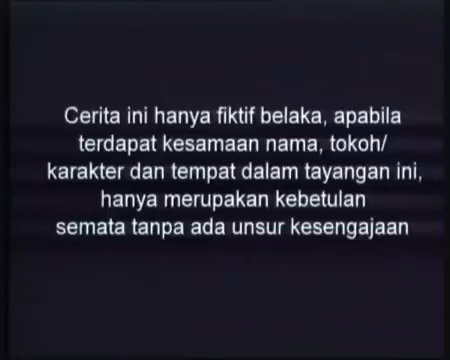 Cerita ini hanya fiktif belaka, apabila
terdapat kesamaan nama, tokoh/
karakter dan tempat dalam tayangan ini,
hanya merupakan kebetulan
semata tanpa ada unsur kesengajaan